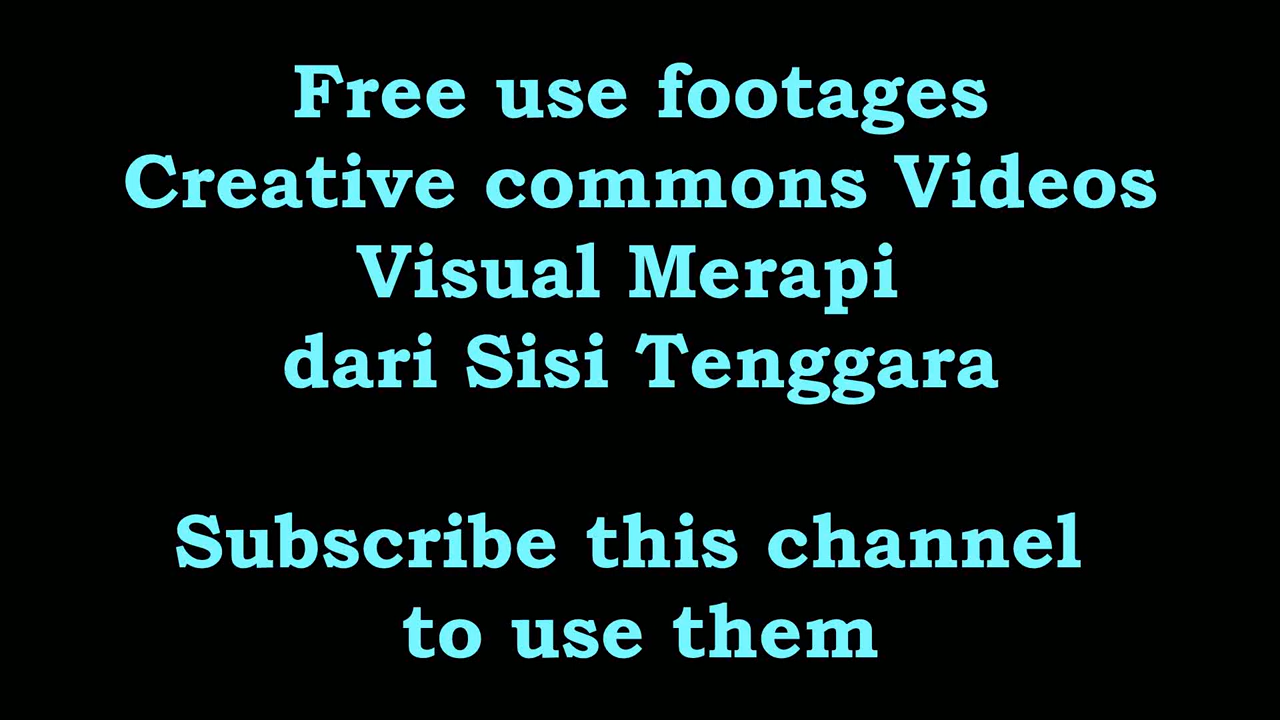 Free use footages
Creative commons Videos
Visual Merapi
dari Sisi Tenggara
Subscribe this channel
to use them